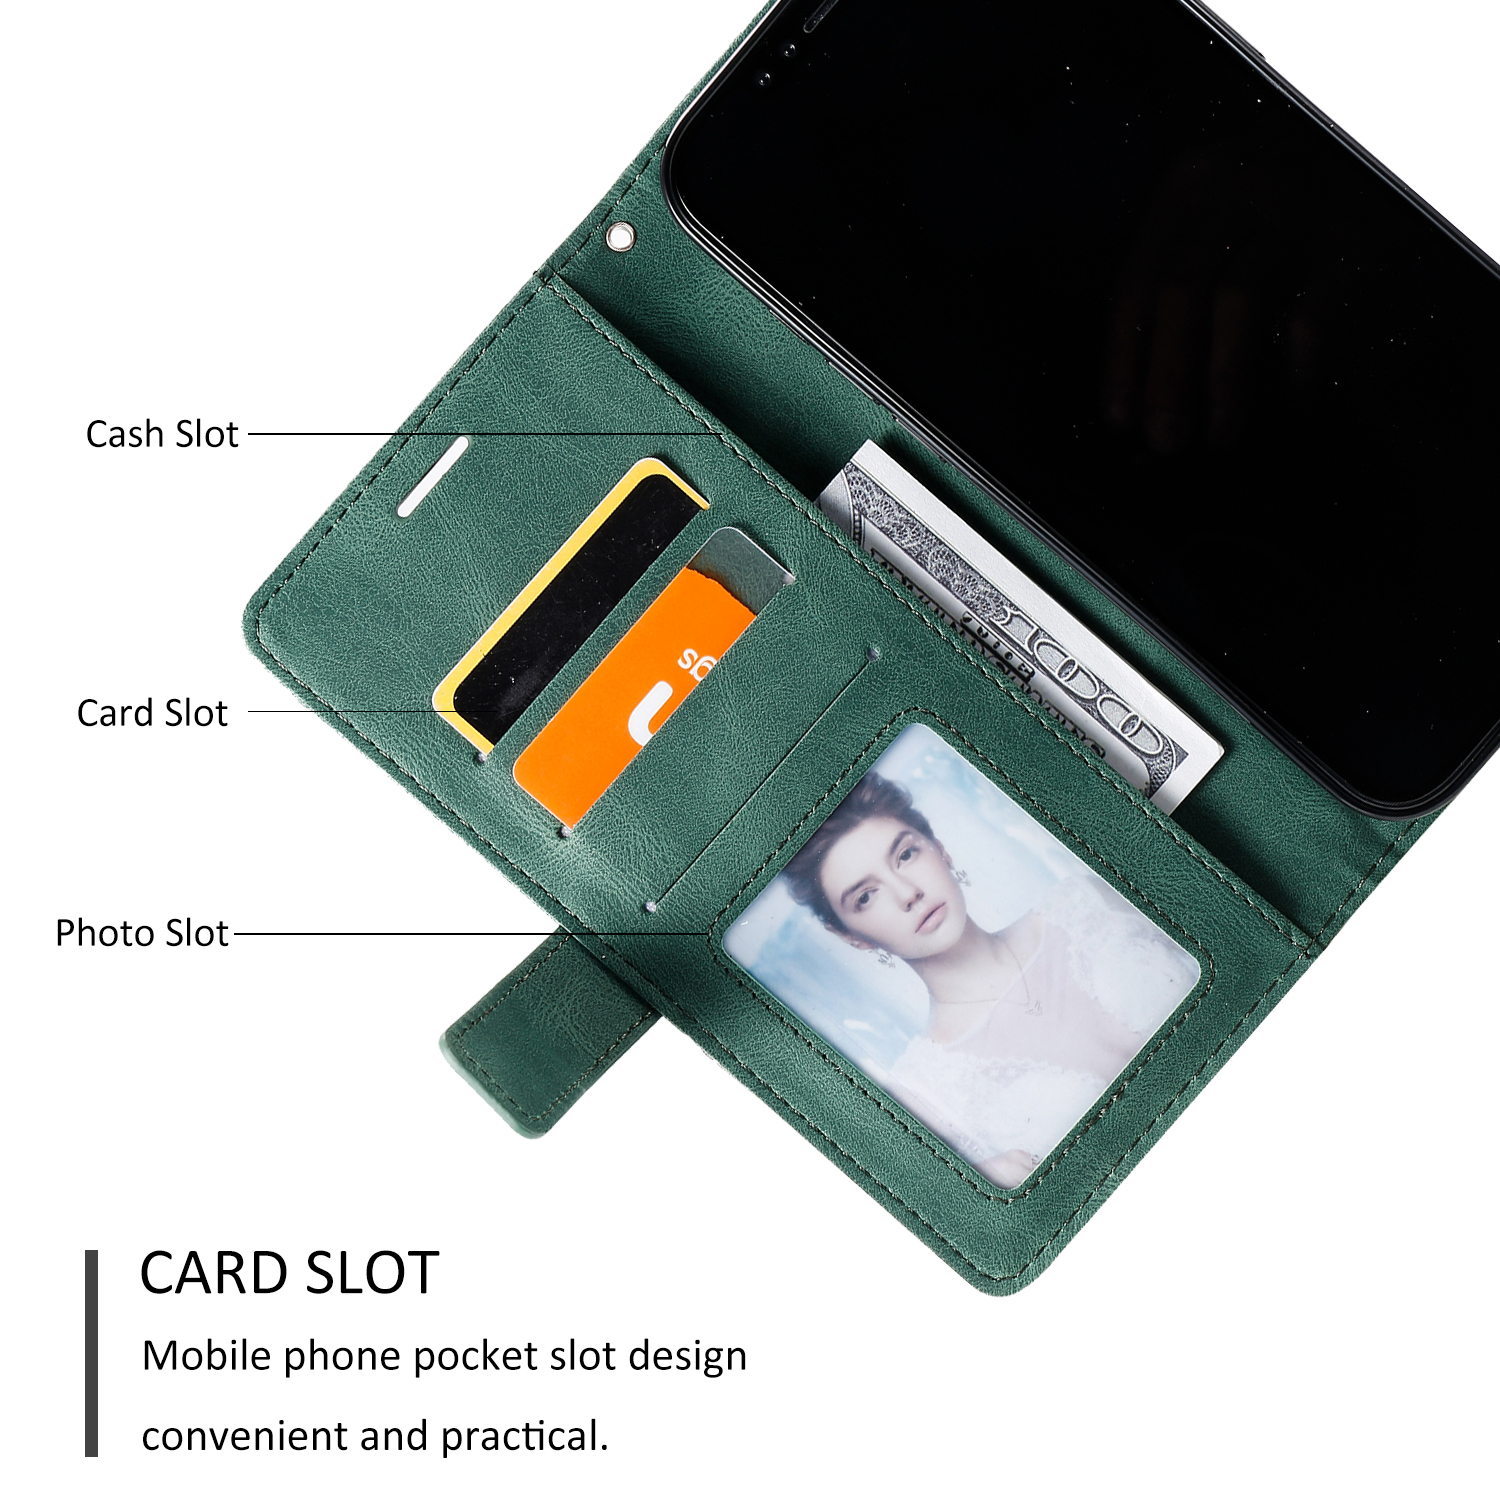 Cash Slot
Card Slot
Photo Slot
CARD SLOT
Mobile phone pocket slot design
convenient and practical.